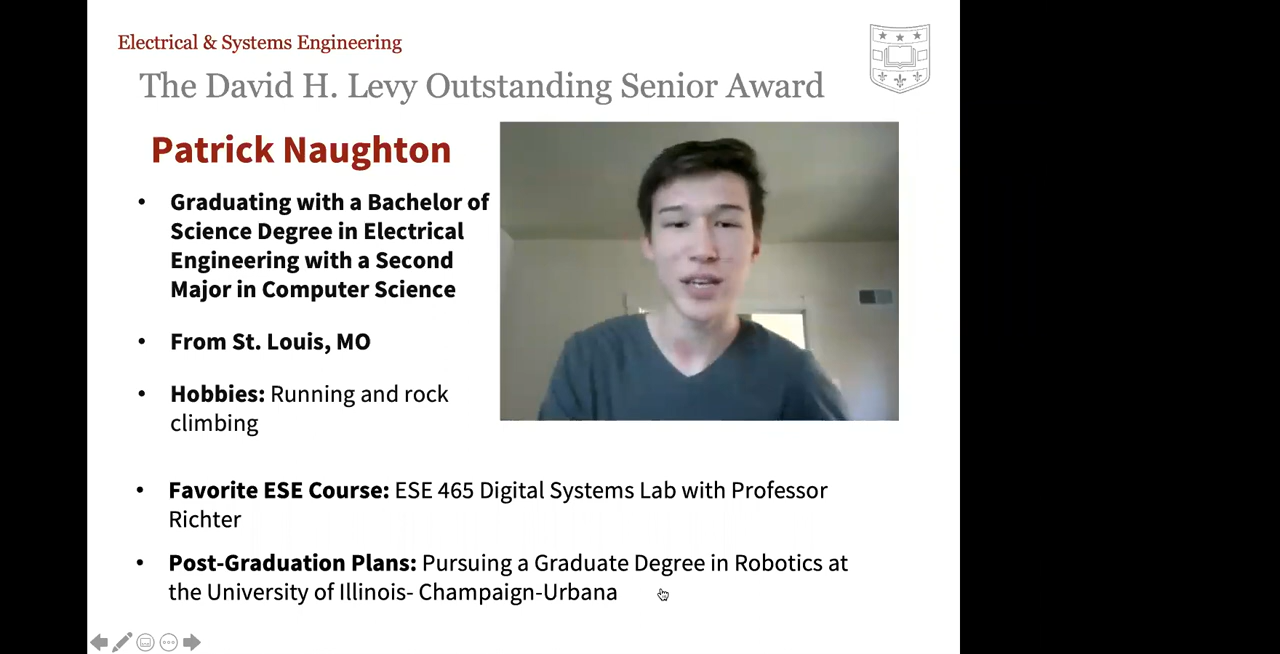 Electrical & Systems Engineering
The David H. Levy Outstanding Senior Award
Patrick Naughton
• Graduating with a Bachelor of
Science Degree in Electrical
Engineering with a Second
Major in Computer Science
• From St. Louis, MO
• Hobbies: Running and rock
climbing
• Favorite ESE Course: ESE 465 Digital Systems Lab with Professor
Richter
• Post-Graduation Plans: Pursuing a Graduate Degree in Robotics at
the University of Illinois- Champaign-Urbana